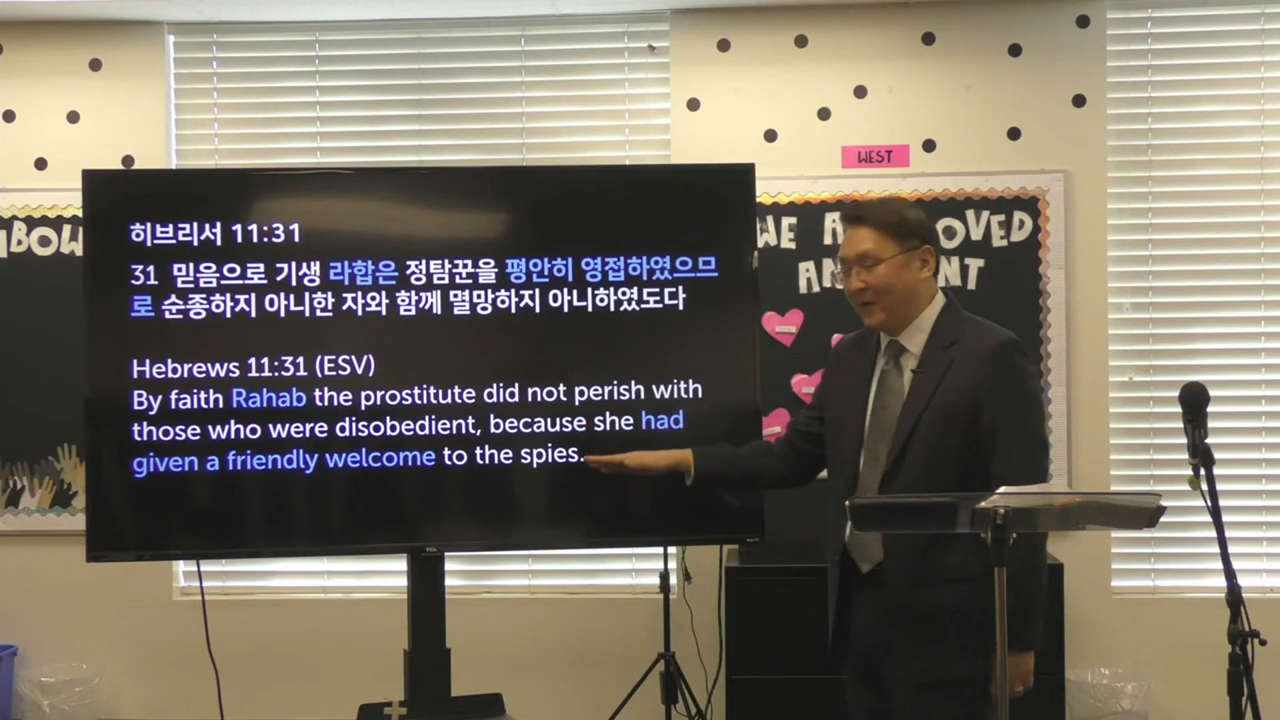 WEST
히브리서 11:31
31 믿음으로 기생 라합은 정탐꾼을 평안히 영접하였으므
로 순종하지 아니한 자와 함께 멸망하지 아니하였도다
Hebrews 11:31 (ESV)
By faith Rahab the prostitute did not perish with
those who were disobedient, because she had
given a friendly welcome to the spies.
TCL
WE